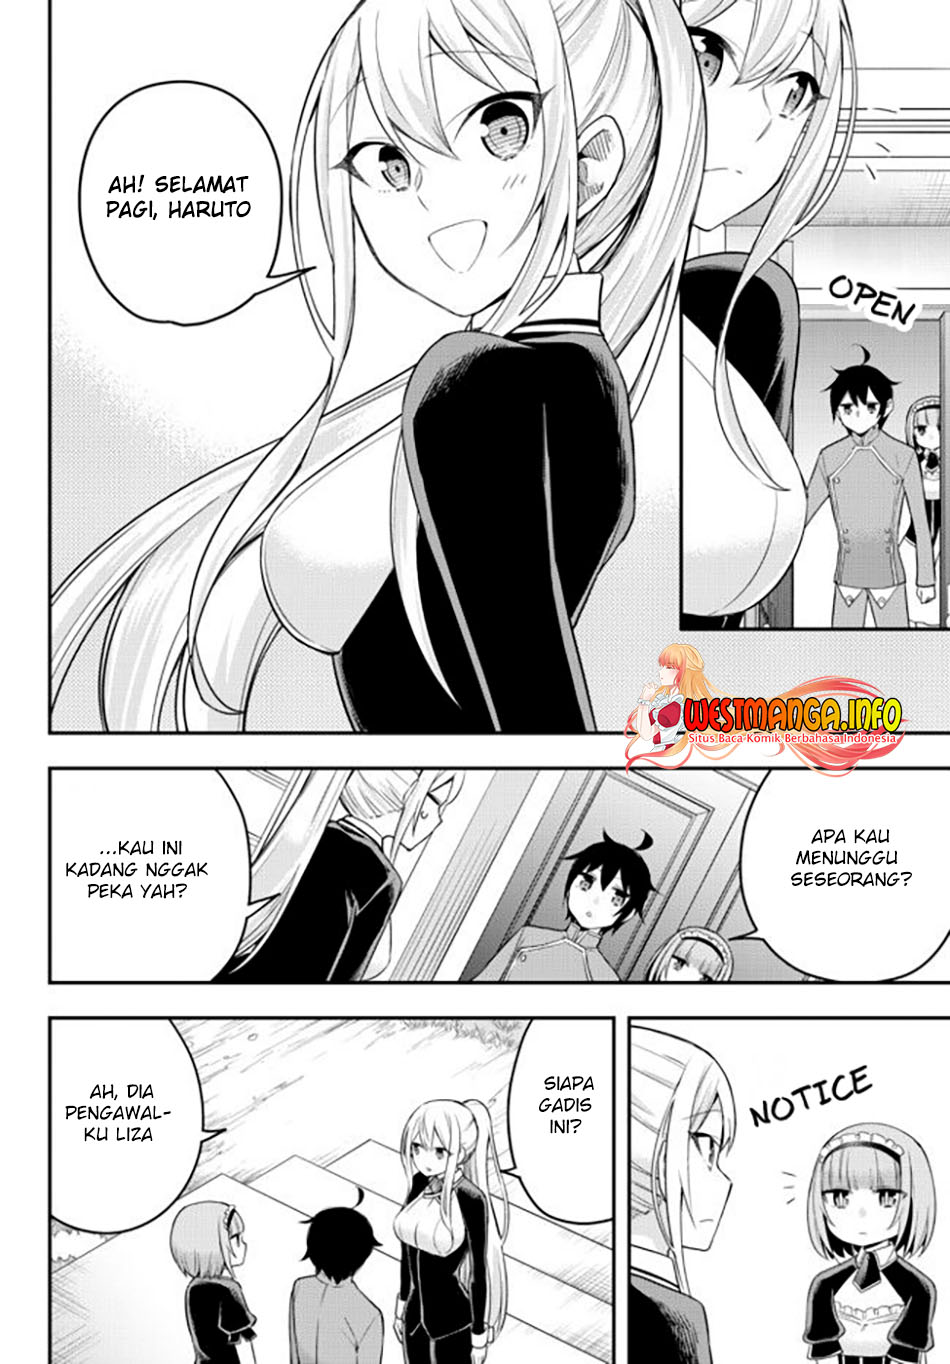 OPEN
AH! SELAMAT
PAGI, HARUTO
WESTMANGA.INFO
Situs Baca Komik Berbahasa Indonesia
APA KAU
MENUNGGU
SESEORANG?
...KAU INI
KADANG NGGAK
PEKA YAH?
NOTICE
SIAPA
GADIS
INI?
AH, DIA
PENGAWAL-
KU LIZA